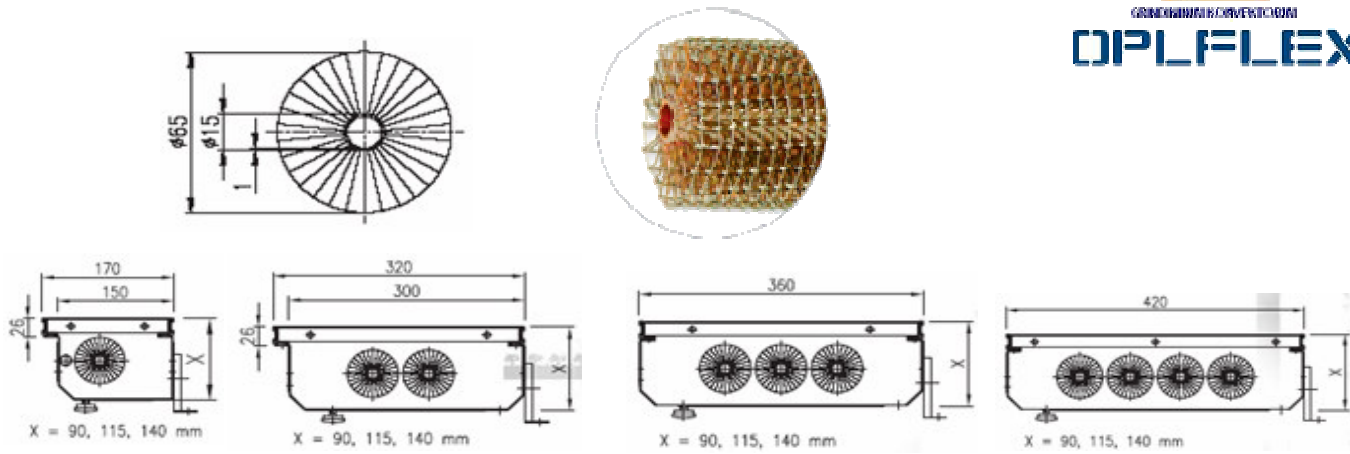 OPLFLEX
ø65
ø15
1
170
150
26
X
X = 90, 115, 140 mm
320
300
26
X
X = 90, 115, 140 mm
360
X
X = 90, 115, 140 mm
420
X
X = 90, 115, 140 mm